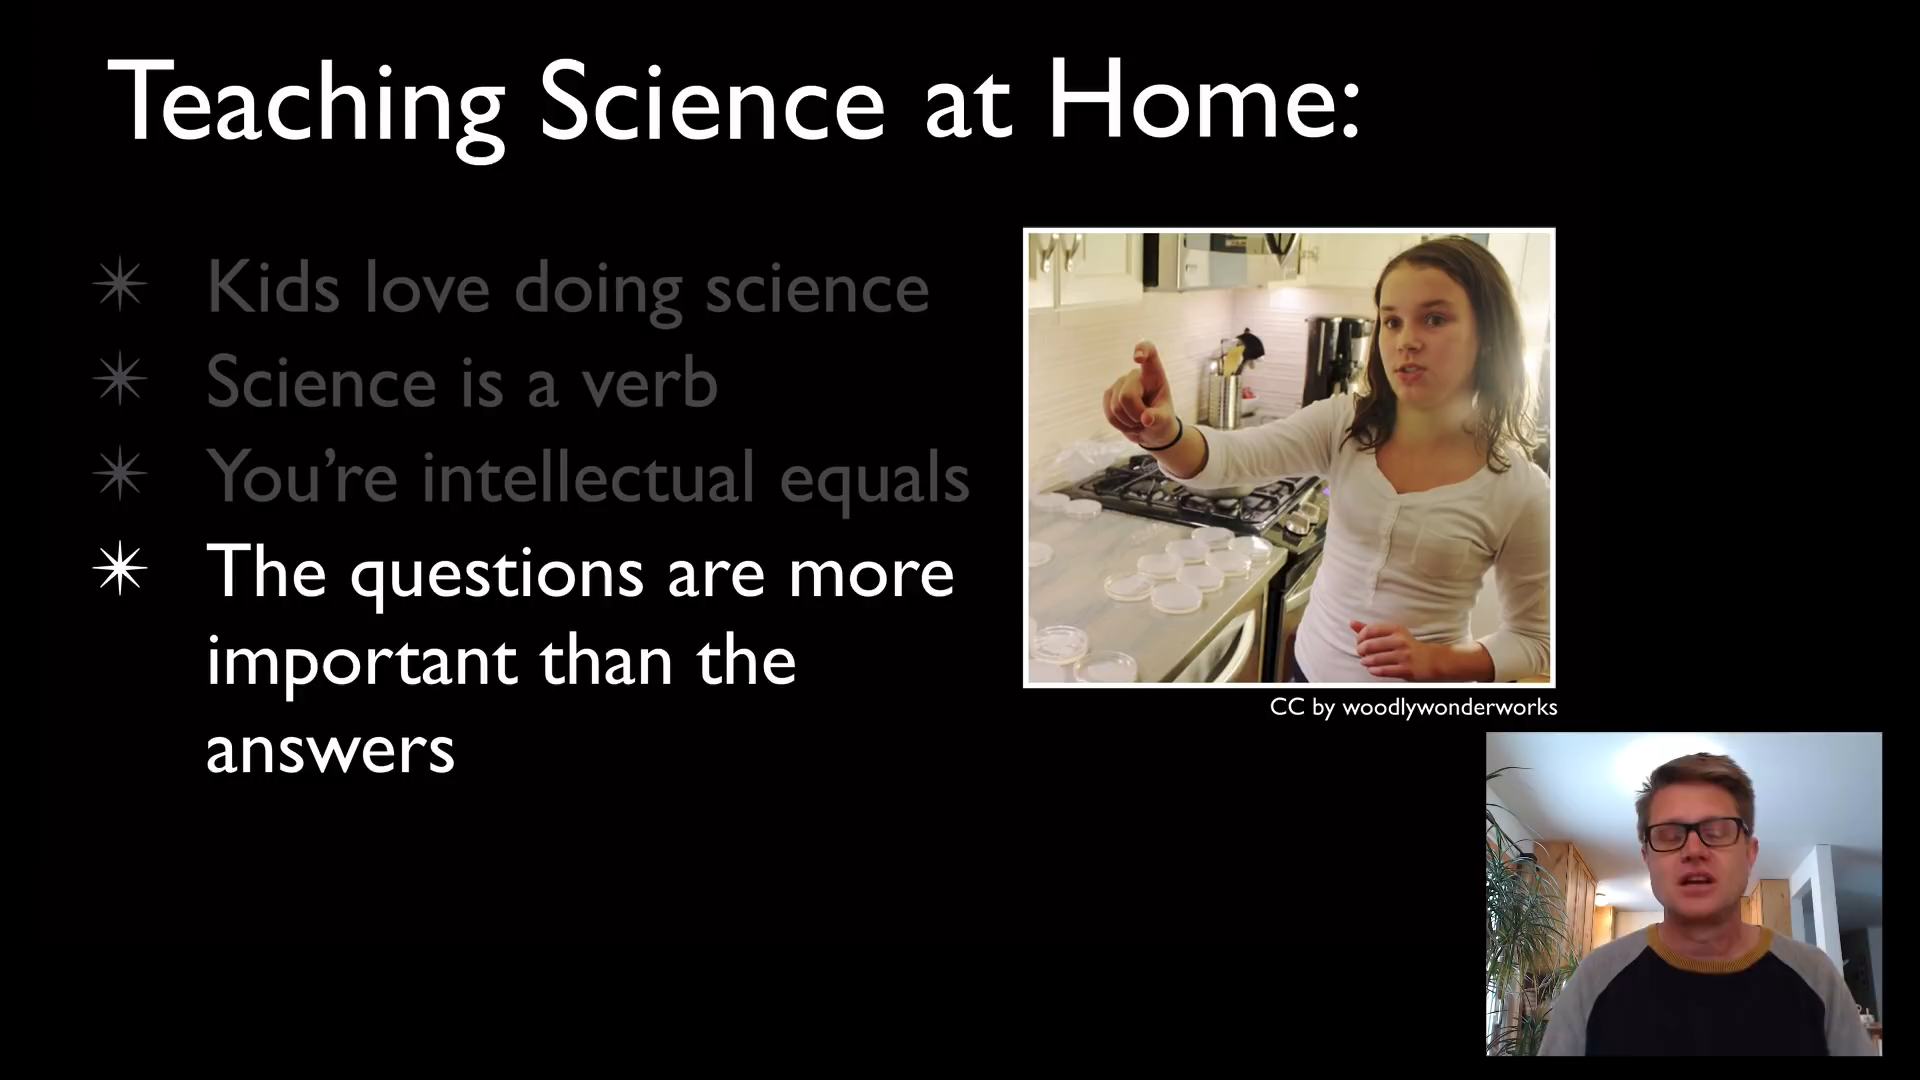 Teaching Science at Home:
Kids love doing science
Science is a verb
You’re intellectual equals
The questions are more
important than the
answers
CC by woodlywonderworks